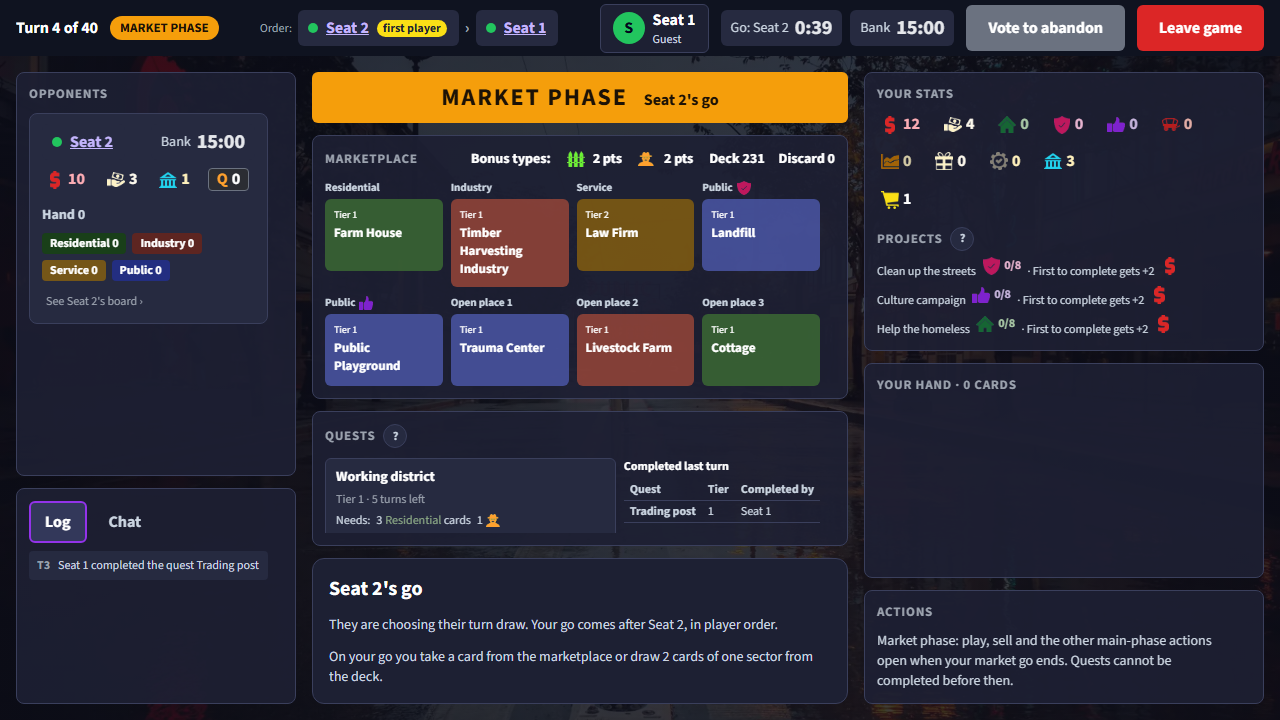 Turn 4 of 40 MARKET PHASE Order: Seat 2 first player › Seat 1 S Seat 1 Guest Go: Seat 2 0:39 Bank 15:00 Vote to abandon Leave game
OPPONENTS
Seat 2 Bank 15:00
10 3 1 Q 0
Hand 0
Residential 0 Industry 0
Service 0 Public 0
See Seat 2's board ›
Log Chat
T3 Seat 1 completed the quest Trading post
MARKET PHASE Seat 2's go
MARKETPLACE Bonus types: 2 pts 2 pts Deck 231 Discard 0
Residential Industry Service Public
Tier 1 Tier 1 Tier 2 Tier 1
Farm House Timber Harvesting Industry Law Firm Landfill
Public Open place 1 Open place 2 Open place 3
Tier 1 Tier 1 Tier 1 Tier 1
Public Playground Trauma Center Livestock Farm Cottage
QUESTS ?
Working district
Tier 1 · 5 turns left
Needs: 3 Residential cards 1
Completed last turn
Quest Tier Completed by
Trading post 1 Seat 1
Seat 2's go
They are choosing their turn draw. Your go comes after Seat 2, in player order.
On your go you take a card from the marketplace or draw 2 cards of one sector from
the deck.
YOUR STATS
12 4 0 0 0 0
0 0 0 3
1
PROJECTS ?
Clean up the streets 0/8 · First to complete gets +2
Culture campaign 0/8 · First to complete gets +2
Help the homeless 0/8 · First to complete gets +2
YOUR HAND · 0 CARDS
ACTIONS
Market phase: play, sell and the other main-phase actions
open when your market go ends. Quests cannot be
completed before then.